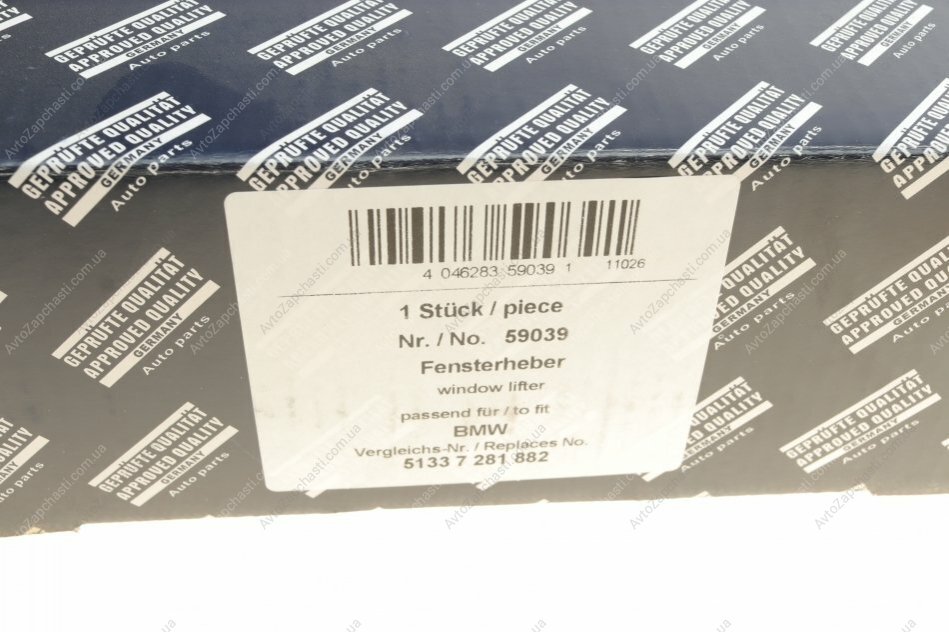 GEPRÜFTE QUALITÄT
APPROVED QUALITY
GERMANY
Auto parts
4 046283 59039 1
11026
1 Stück / piece
Nr. / No. 59039
Fensterheber
window lifter
passend für / to fit
BMW
Vergleichs-Nr. / Replaces No.
5133 7 281 882
AvtoZapchasti.com.ua